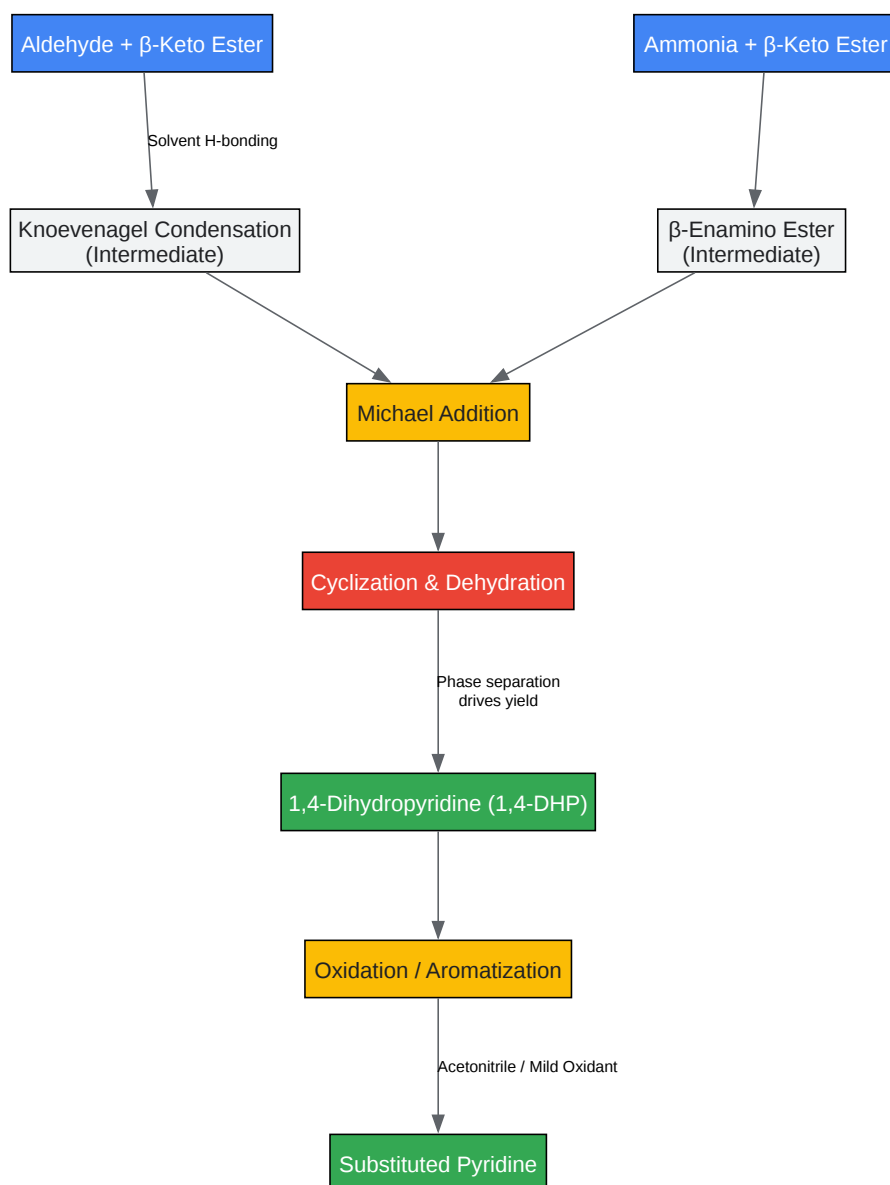 Aldehyde + β-Keto Ester
Ammonia + β-Keto Ester
Solvent H-bonding
Knoevenagel Condensation
(Intermediate)
β-Enamino Ester
(Intermediate)
Michael Addition
Cyclization & Dehydration
Phase separation
drives yield
1,4-Dihydropyridine (1,4-DHP)
Oxidation / Aromatization
Acetonitrile / Mild Oxidant
Substituted Pyridine